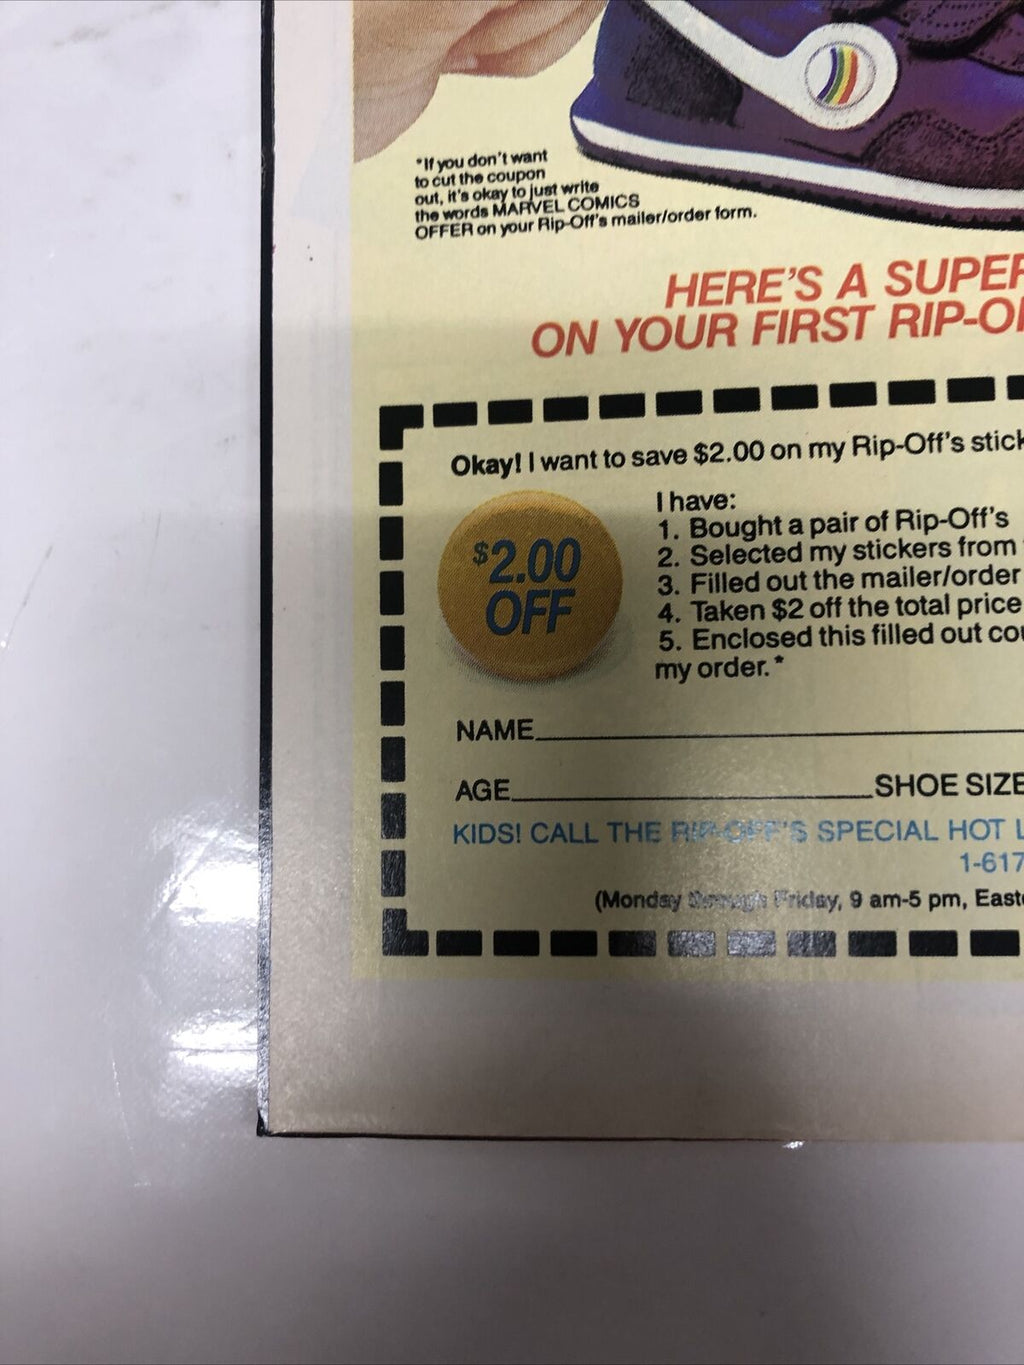 *If you don't want
to cut the coupon
out, it's okay to just write
the words MARVEL COMICS
OFFER on your Rip-Off's mailer/order form.
HERE'S A SUPER
ON YOUR FIRST
Okay! I want to save $2.00 on my Rip-Off's
$2.00
OFF
I have:
1. Bought a pair of Rip-Off's
2. Selected my stickers from
3. Filled out the mailer/order
4. Taken $2 off the total price
5. Enclosed this filled out
my order.*
NAME
AGE SHOE SIZE
KIDS! CALL THE RIP-OFF'S SPECIAL HOT
1-617
(Monday through Friday, 9 am-5 pm,